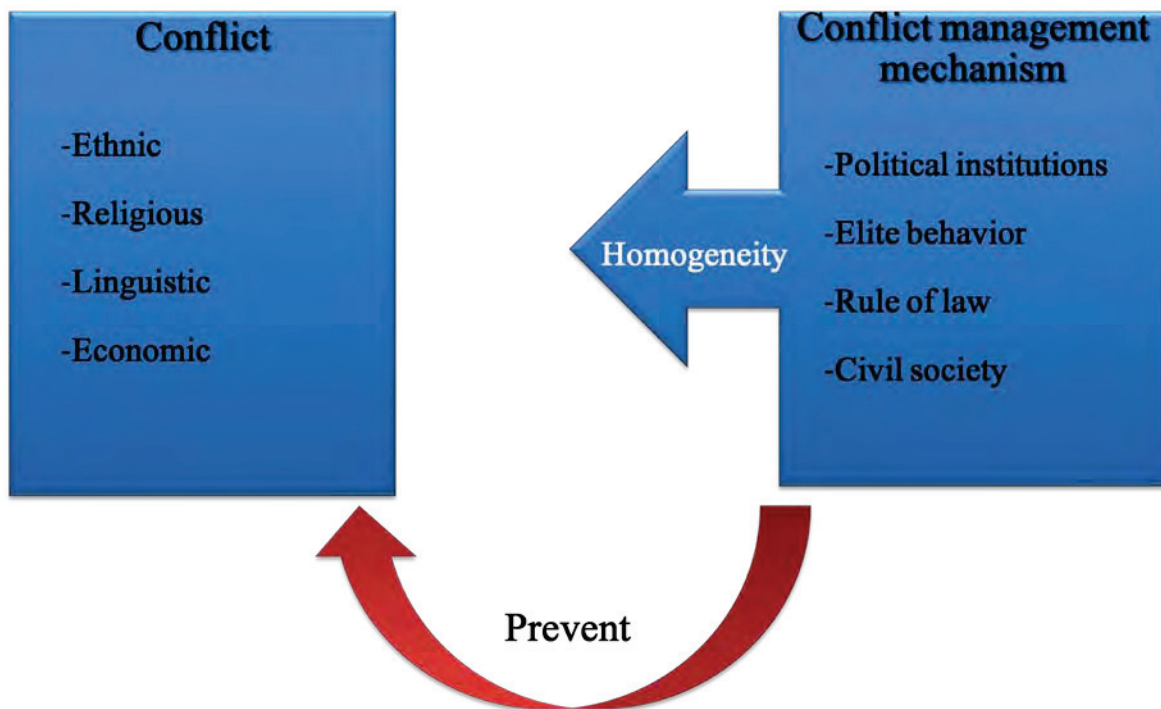 Conflict
-Ethnic
-Religious
-Linguistic
-Economic
Homogeneity
Conflict management
mechanism
-Political institutions
-Elite behavior
-Rule of law
-Civil society
Prevent